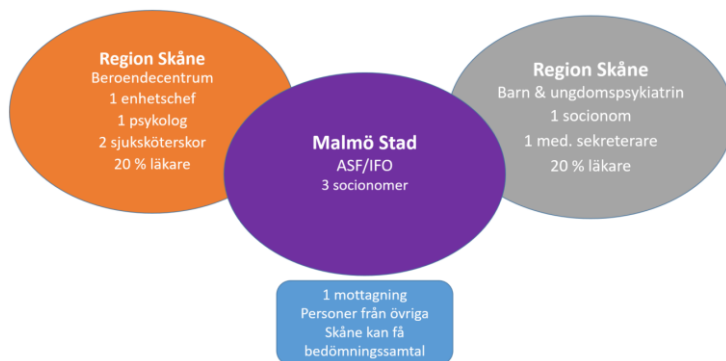 Region Skåne
Beroendecentrum
1 enhetschef
1 psykolog
2 sjuksköterskor
20 % läkare
Malmö Stad
ASF/IFO
3 socionomer
Region Skåne
Barn & ungdomspsykiatrin
1 socionom
1 med. sekreterare
20 % läkare
1 mottagning
Personer från övriga
Skåne kan få
bedömningssamtal